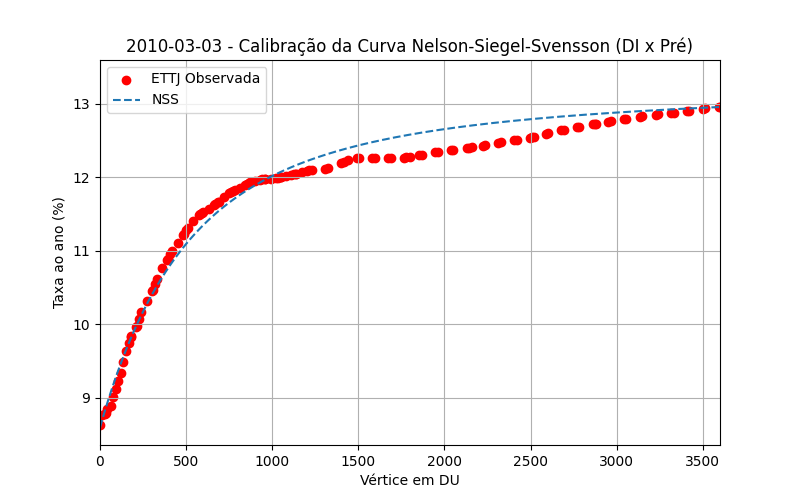 2010-03-03 - Calibração da Curva Nelson-Siegel-Svensson (DI x Pré)
ETTJ Observada
NSS
Taxa ao ano (%)
13
12
11
10
9
0 500 1000 1500 2000 2500 3000 3500
Vértice em DU